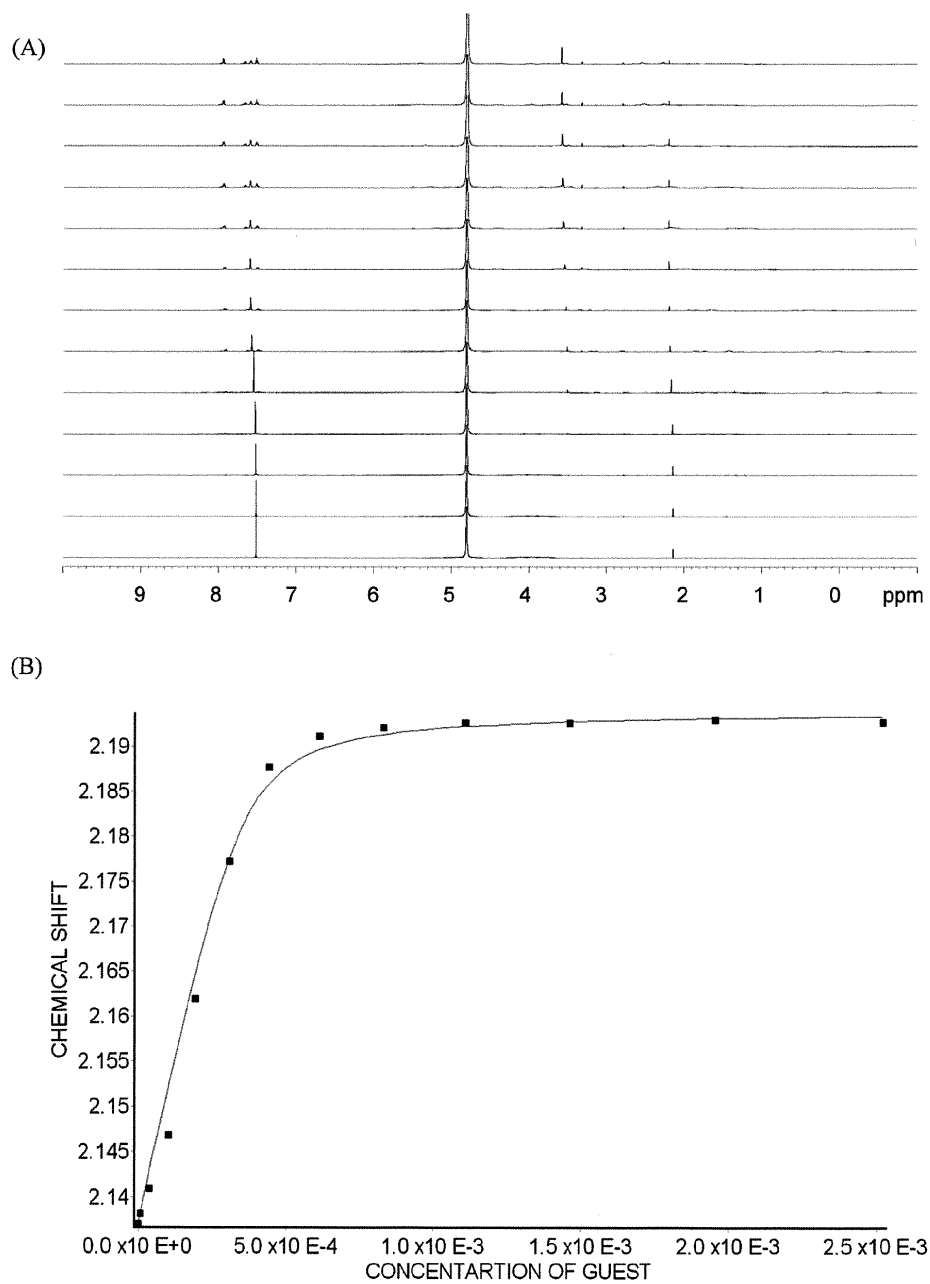 (A)
9 8 7 6 5 4 3 2 1 0 ppm
(B)
2.19
2.185
2.18
2.175
2.17
2.165
2.16
2.155
2.15
2.145
2.14
CHEMICAL SHIFT
0.0 x10 E+0 5.0 x10 E-4 1.0 x10 E-3 1.5 x10 E-3 2.0 x10 E-3 2.5 x10 E-3
CONCENTARTION OF GUEST